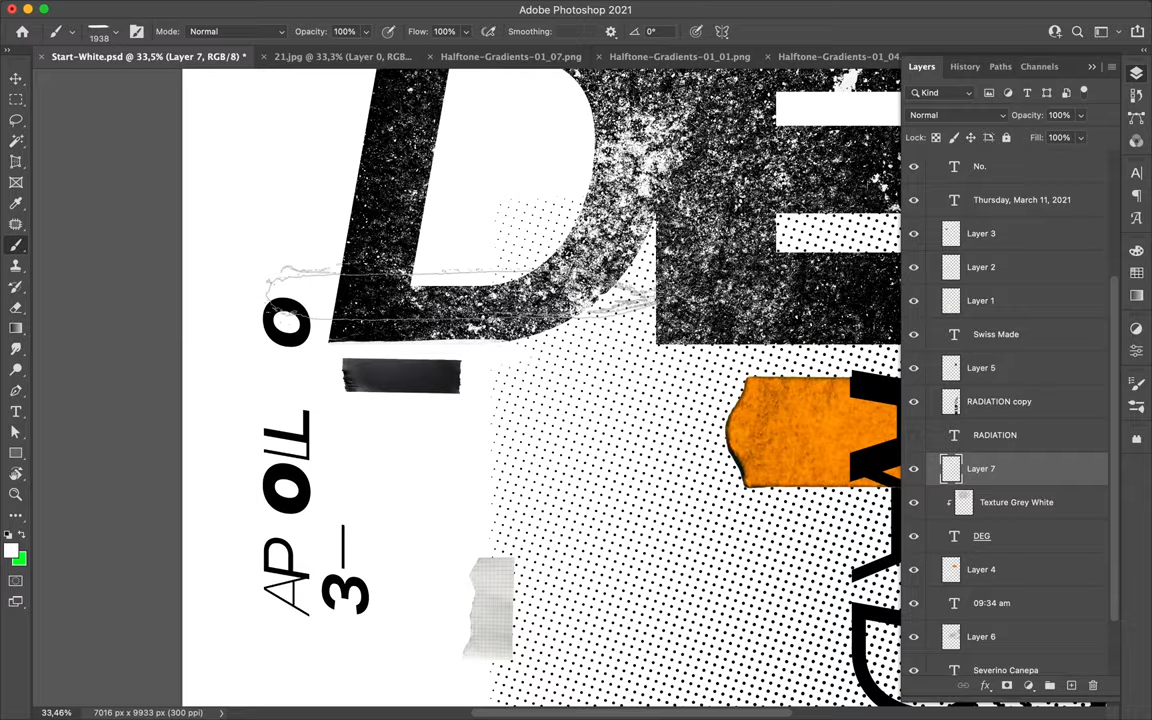 Adobe Photoshop 2021
1938
Mode: Normal
Opacity: 100%
Flow: 100%
Smoothing:
0°
Start-White.psd @ 33,5% (Layer 7, RGB/8) *
21.jpg @ 33,3% (Layer 0, RGB...
Halftone-Gradients-01_07.png
Halftone-Gradients-01_01.png
Halftone-Gradients-01_04.
Layers
History
Paths
Channels
Kind
Normal
Opacity: 100%
Lock:
Fill: 100%
No.
Thursday, March 11, 2021
Layer 3
Layer 2
Layer 1
Swiss Made
Layer 5
RADIATION copy
RADIATION
Layer 7
Texture Grey White
DEG
Layer 4
09:34 am
Layer 6
Severino Canepa
DE
AP OLL O
3—
33,46%
7016 px x 9933 px (300 ppi)